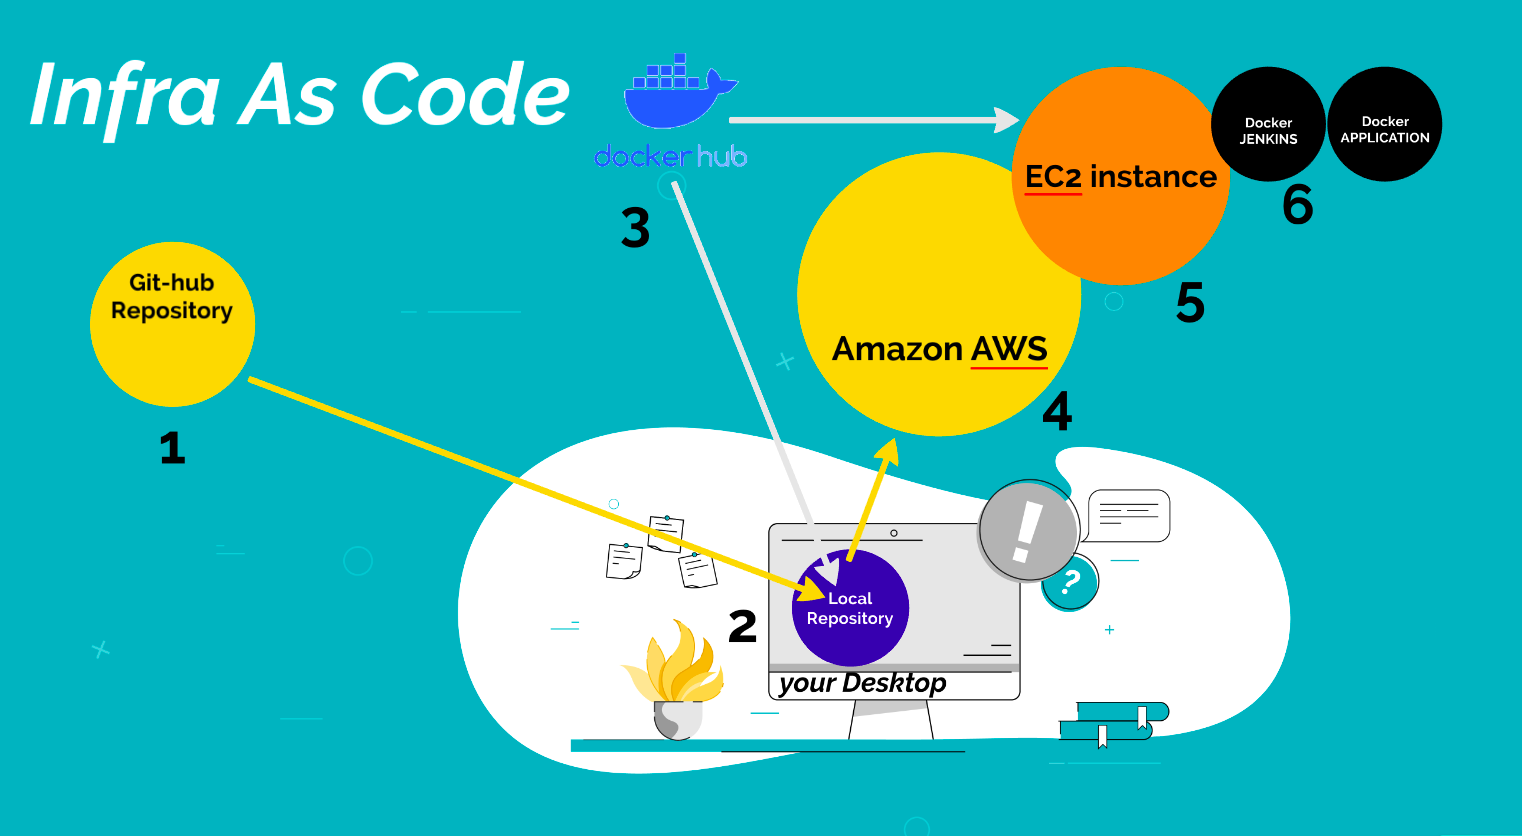 Infra As Code
docker hub
3
Git-hub
Repository
1
EC2 instance
5
Docker
JENKINS
Docker
APPLICATION
6
Amazon AWS
4
!
?
2
Local
Repository
your Desktop